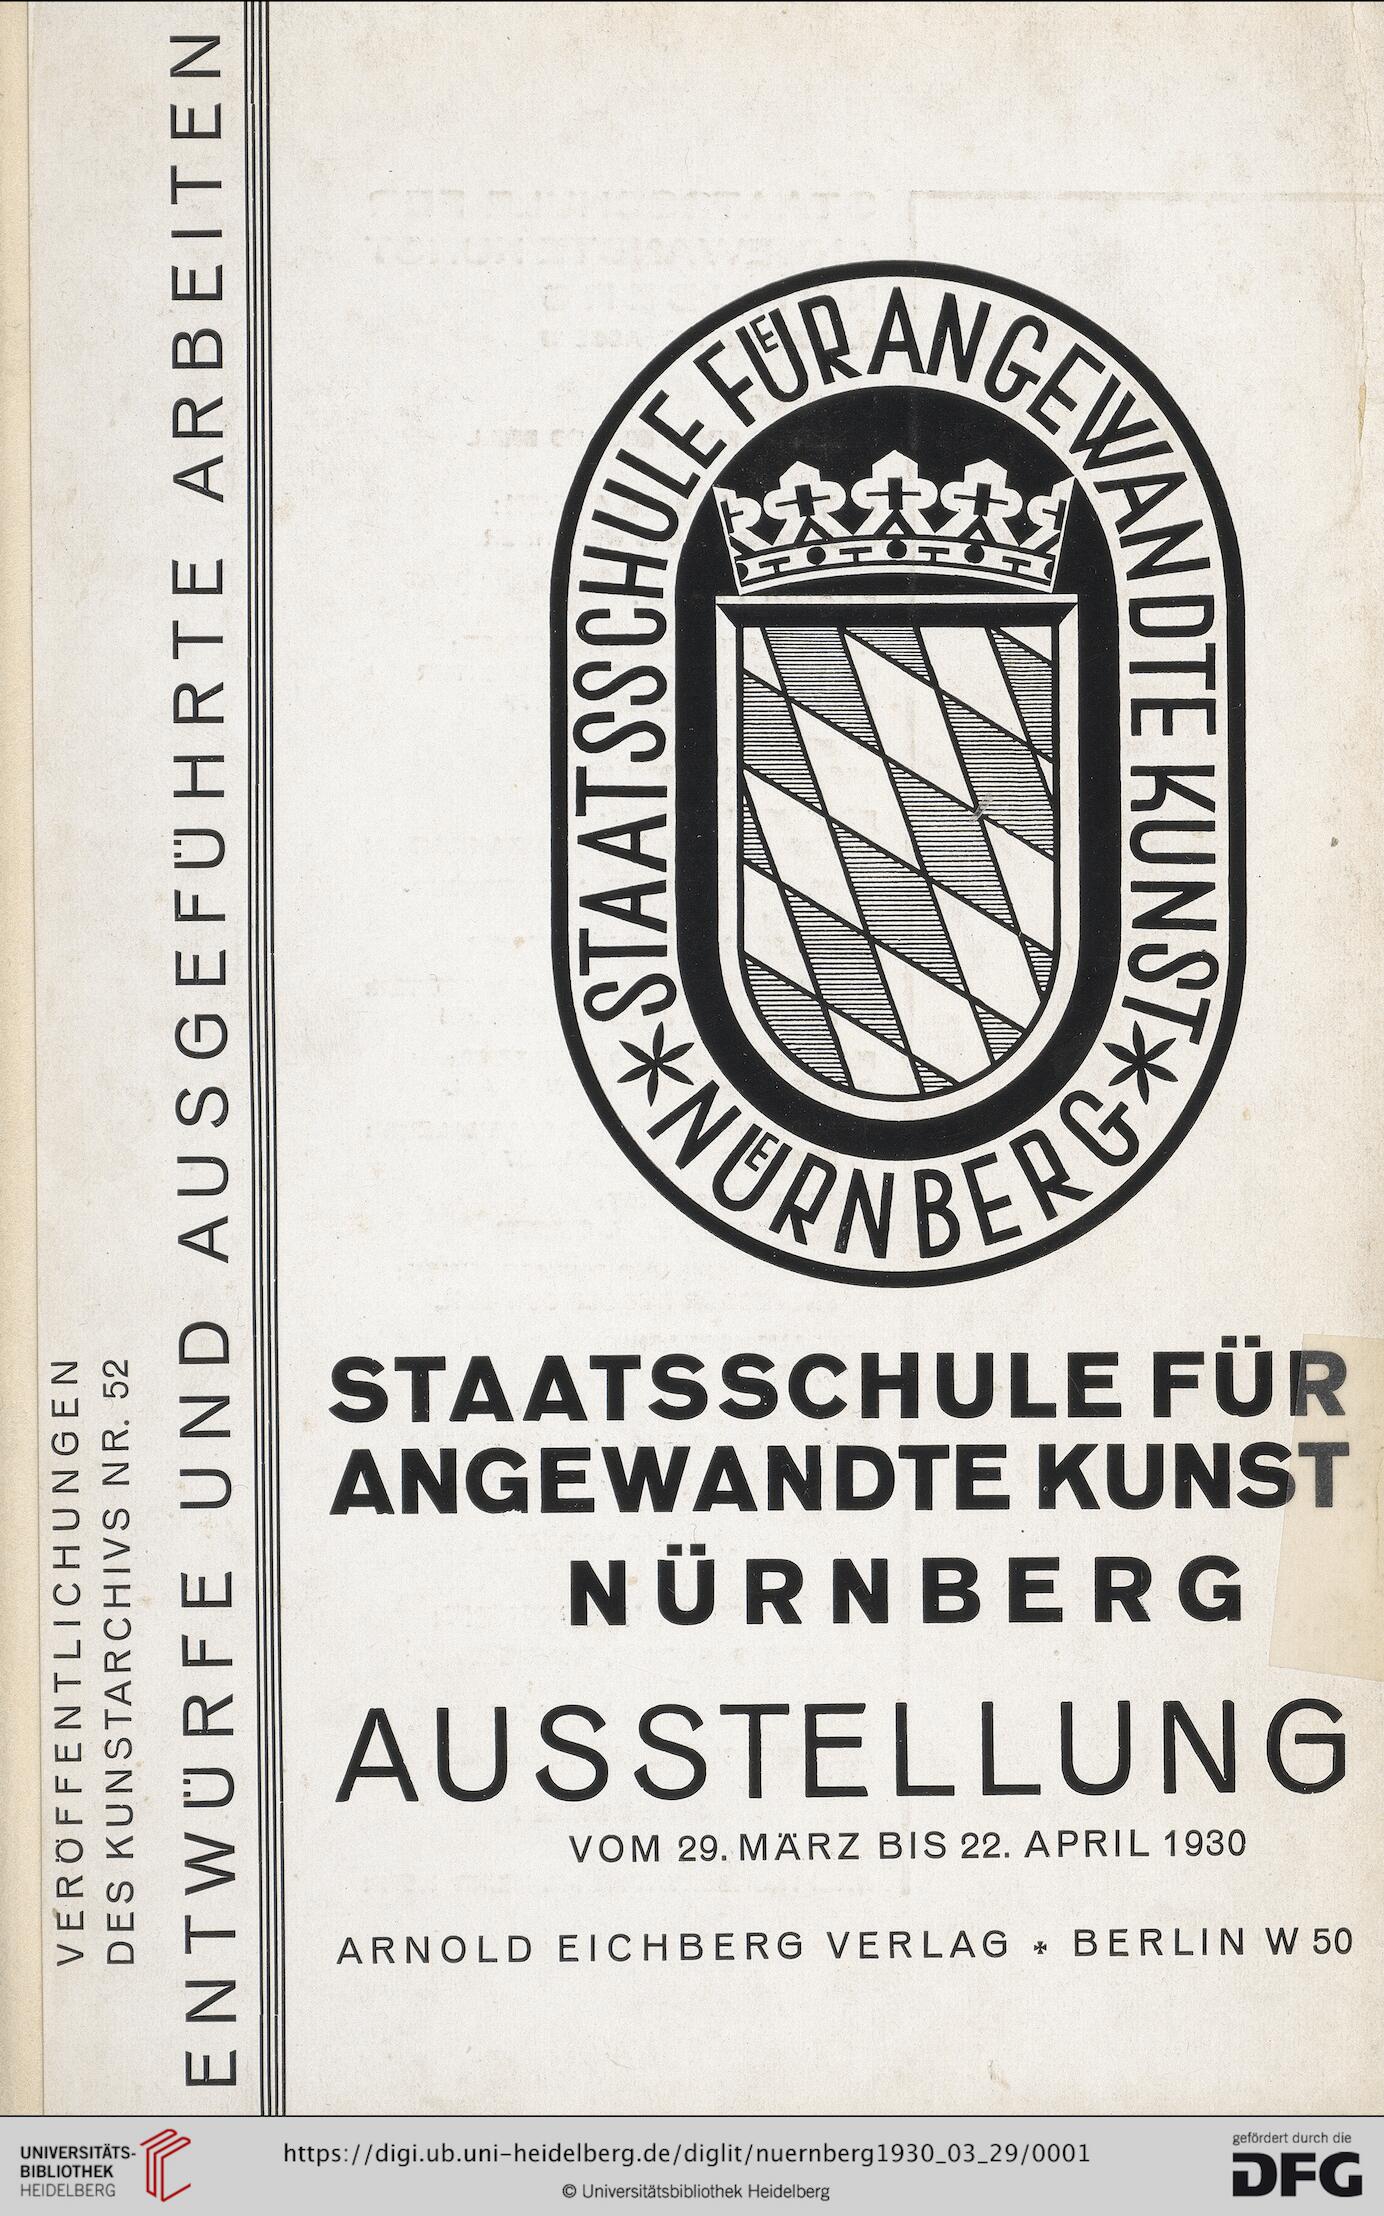 VERÖFFENTLICHUNGEN
DES KUNSTARCHIVS NR. 52
ENTWÜRFE UND AUSGEFÜHRTE ARBEITEN
STAATSSCHULE FÜR ANGEWANDTE KUNST
NÜRNBERG
STAATSSCHULE FÜR
ANGEWANDTE KUNST
NÜRNBERG
AUSSTELLUNG
VOM 29. MÄRZ BIS 22. APRIL 1930
ARNOLD EICHBERG VERLAG ✠ BERLIN W 50
UNIVERSITÄTS-
BIBLIOTHEK
HEIDELBERG
https://digi.ub.uni-heidelberg.de/diglit/nuernberg1930_03_29/0001
© Universitätsbibliothek Heidelberg
gefördert durch die
DFG